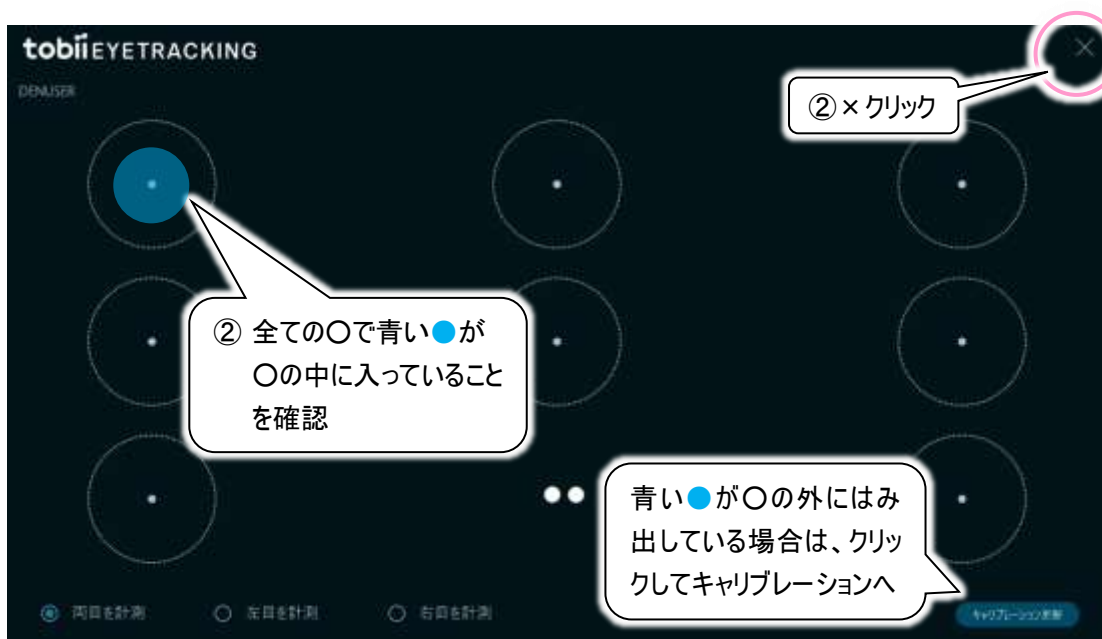 tobii EYETRACKING
DENUSER
②×クリック
② 全ての〇で青い●が
〇の中に入っていること
を確認
青い●が〇の外にはみ
出している場合は、クリッ
クしてキャリブレーションへ
両目を計測
左目を計測
右目を計測
キャリブレーション更新